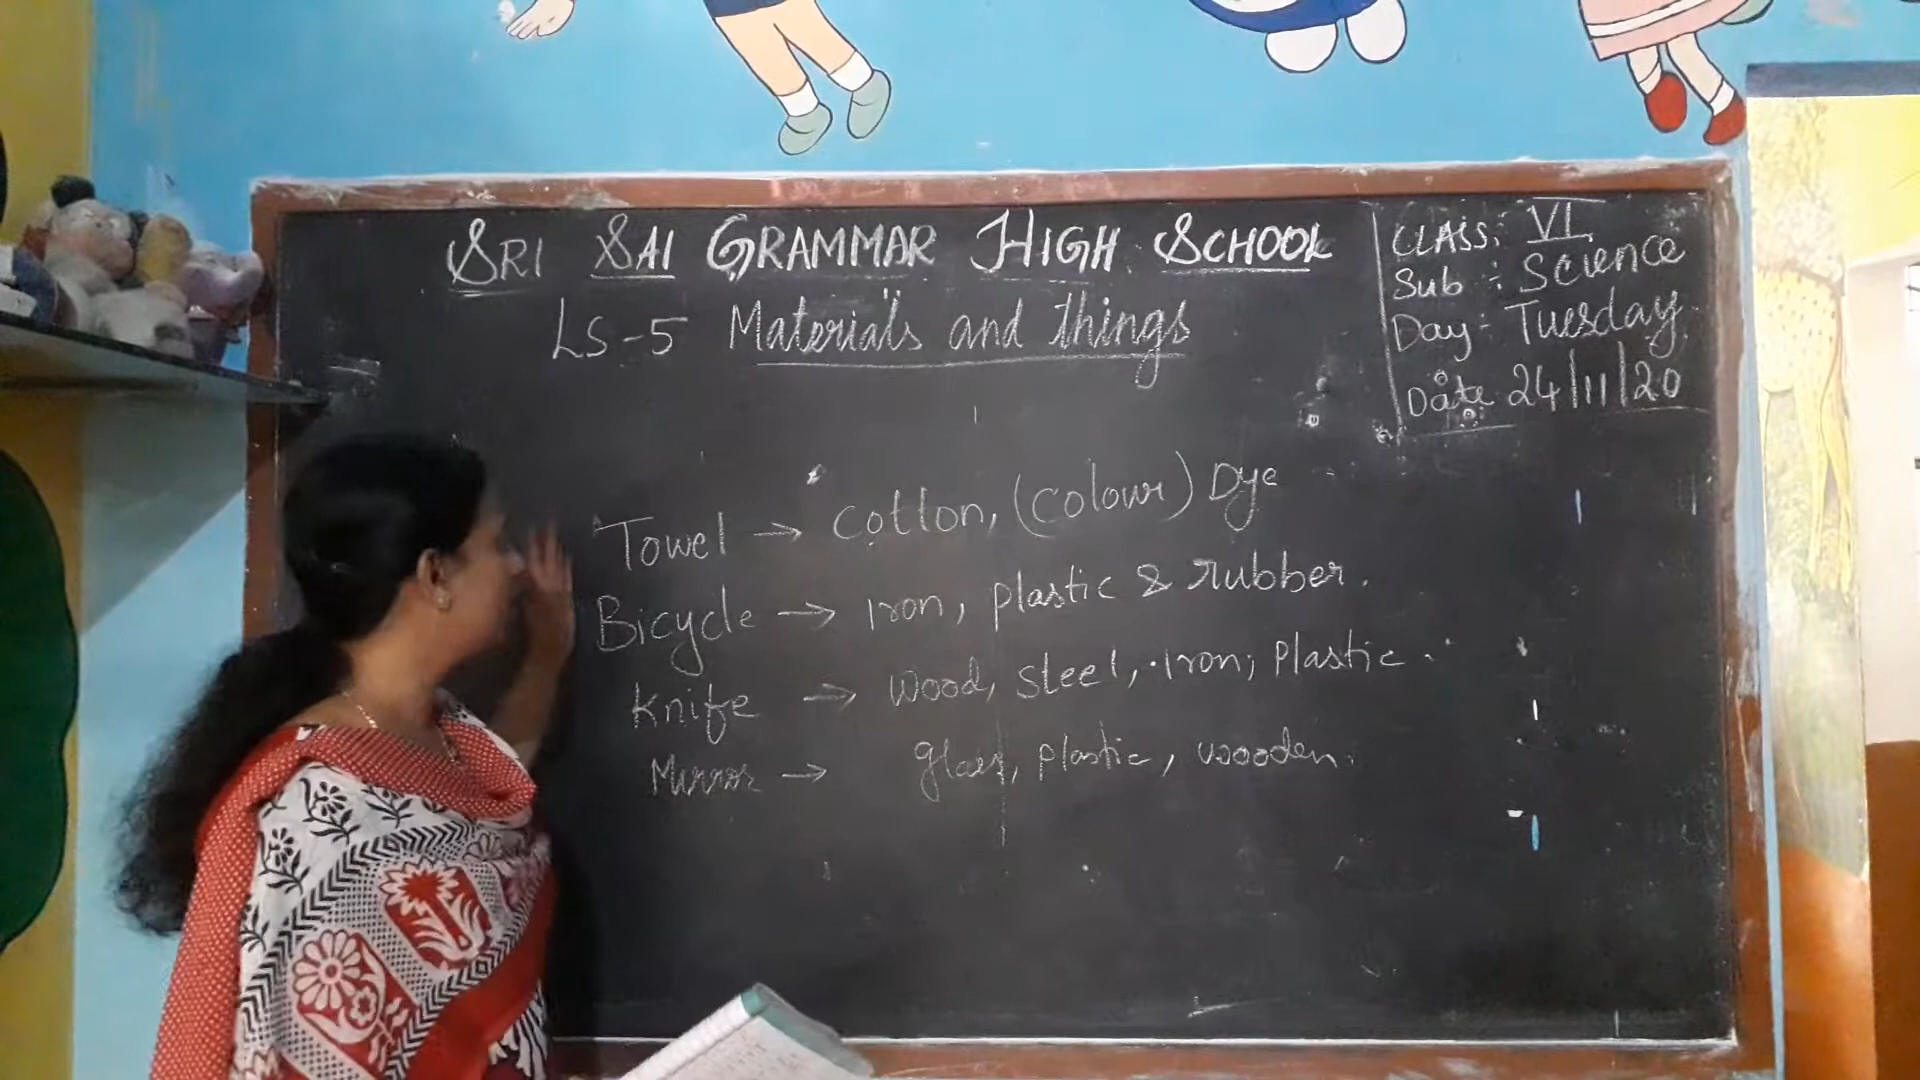 SRI SAI GRAMMAR HIGH SCHOOL
LS-5 Materials and things
CLASS: VI
Sub :- Science
Day:- Tuesday
Date 24/11/20
Towel → cotton, (colour) Dye
Bicycle → Iron, plastic & rubber.
Knife → wood, steel, Iron, Plastic.
Mirror → glass, plastic, wooden.